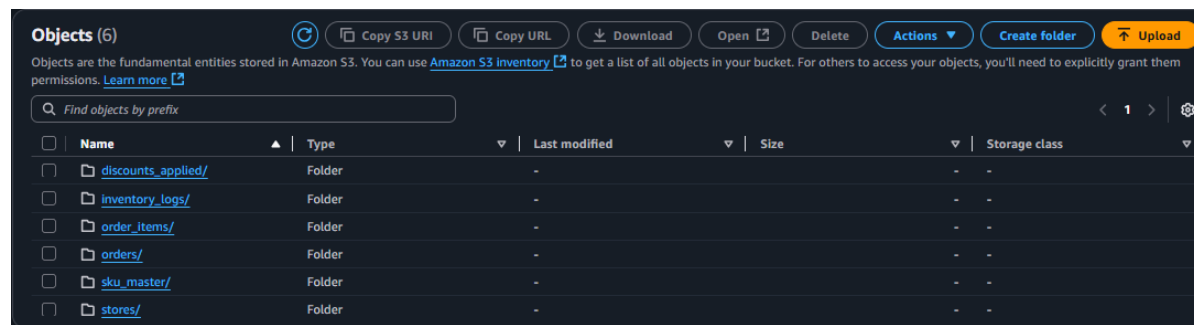 Objects (6) Copy S3 URI Copy URL Download Open Delete Actions Create folder Upload
Objects are the fundamental entities stored in Amazon S3. You can use Amazon S3 inventory to get a list of all objects in your bucket. For others to access your objects, you'll need to explicitly grant them
permissions. Learn more
Find objects by prefix 1
Name Type Last modified Size Storage class
discounts_applied/ Folder - - -
inventory_logs/ Folder - - -
order_items/ Folder - - -
orders/ Folder - - -
sku_master/ Folder - - -
stores/ Folder - - -